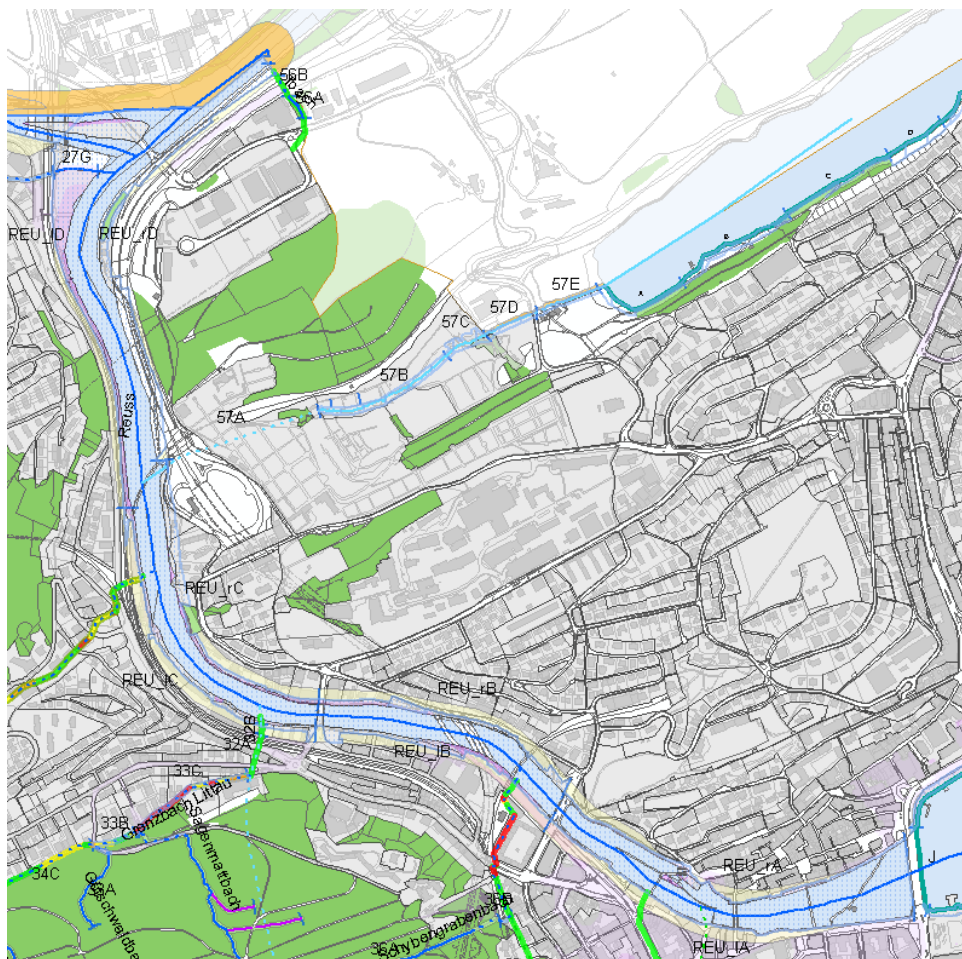 56B
56A
27G
REU_lD
REU_rD
D
C
B
A
57E
57D
57C
57B
57A
Reuss
REU_rC
REU_lC
REU_rB
REU_lB
32B
32A
33C
Grenzbach Littau
33B
34C
REU_rA
J
REU_lA